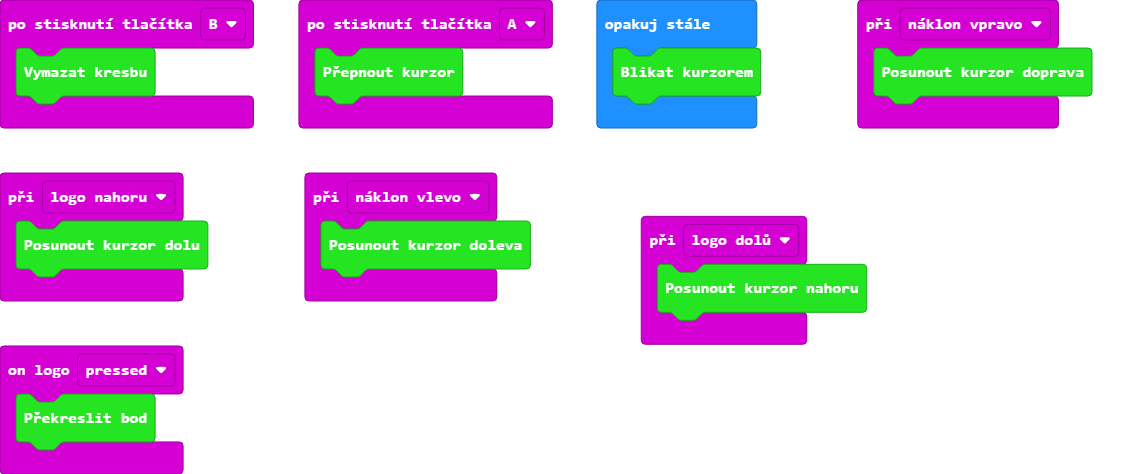 po stisknutí tlačítka B
Vymazat kresbu
po stisknutí tlačítka A
Přepnout kurzor
opakuj stále
Blikat kurzorem
při náklon vpravo
Posunout kurzor doprava
při logo nahoru
Posunout kurzor dolu
při náklon vlevo
Posunout kurzor doleva
při logo dolů
Posunout kurzor nahoru
on logo pressed
Překreslit bod